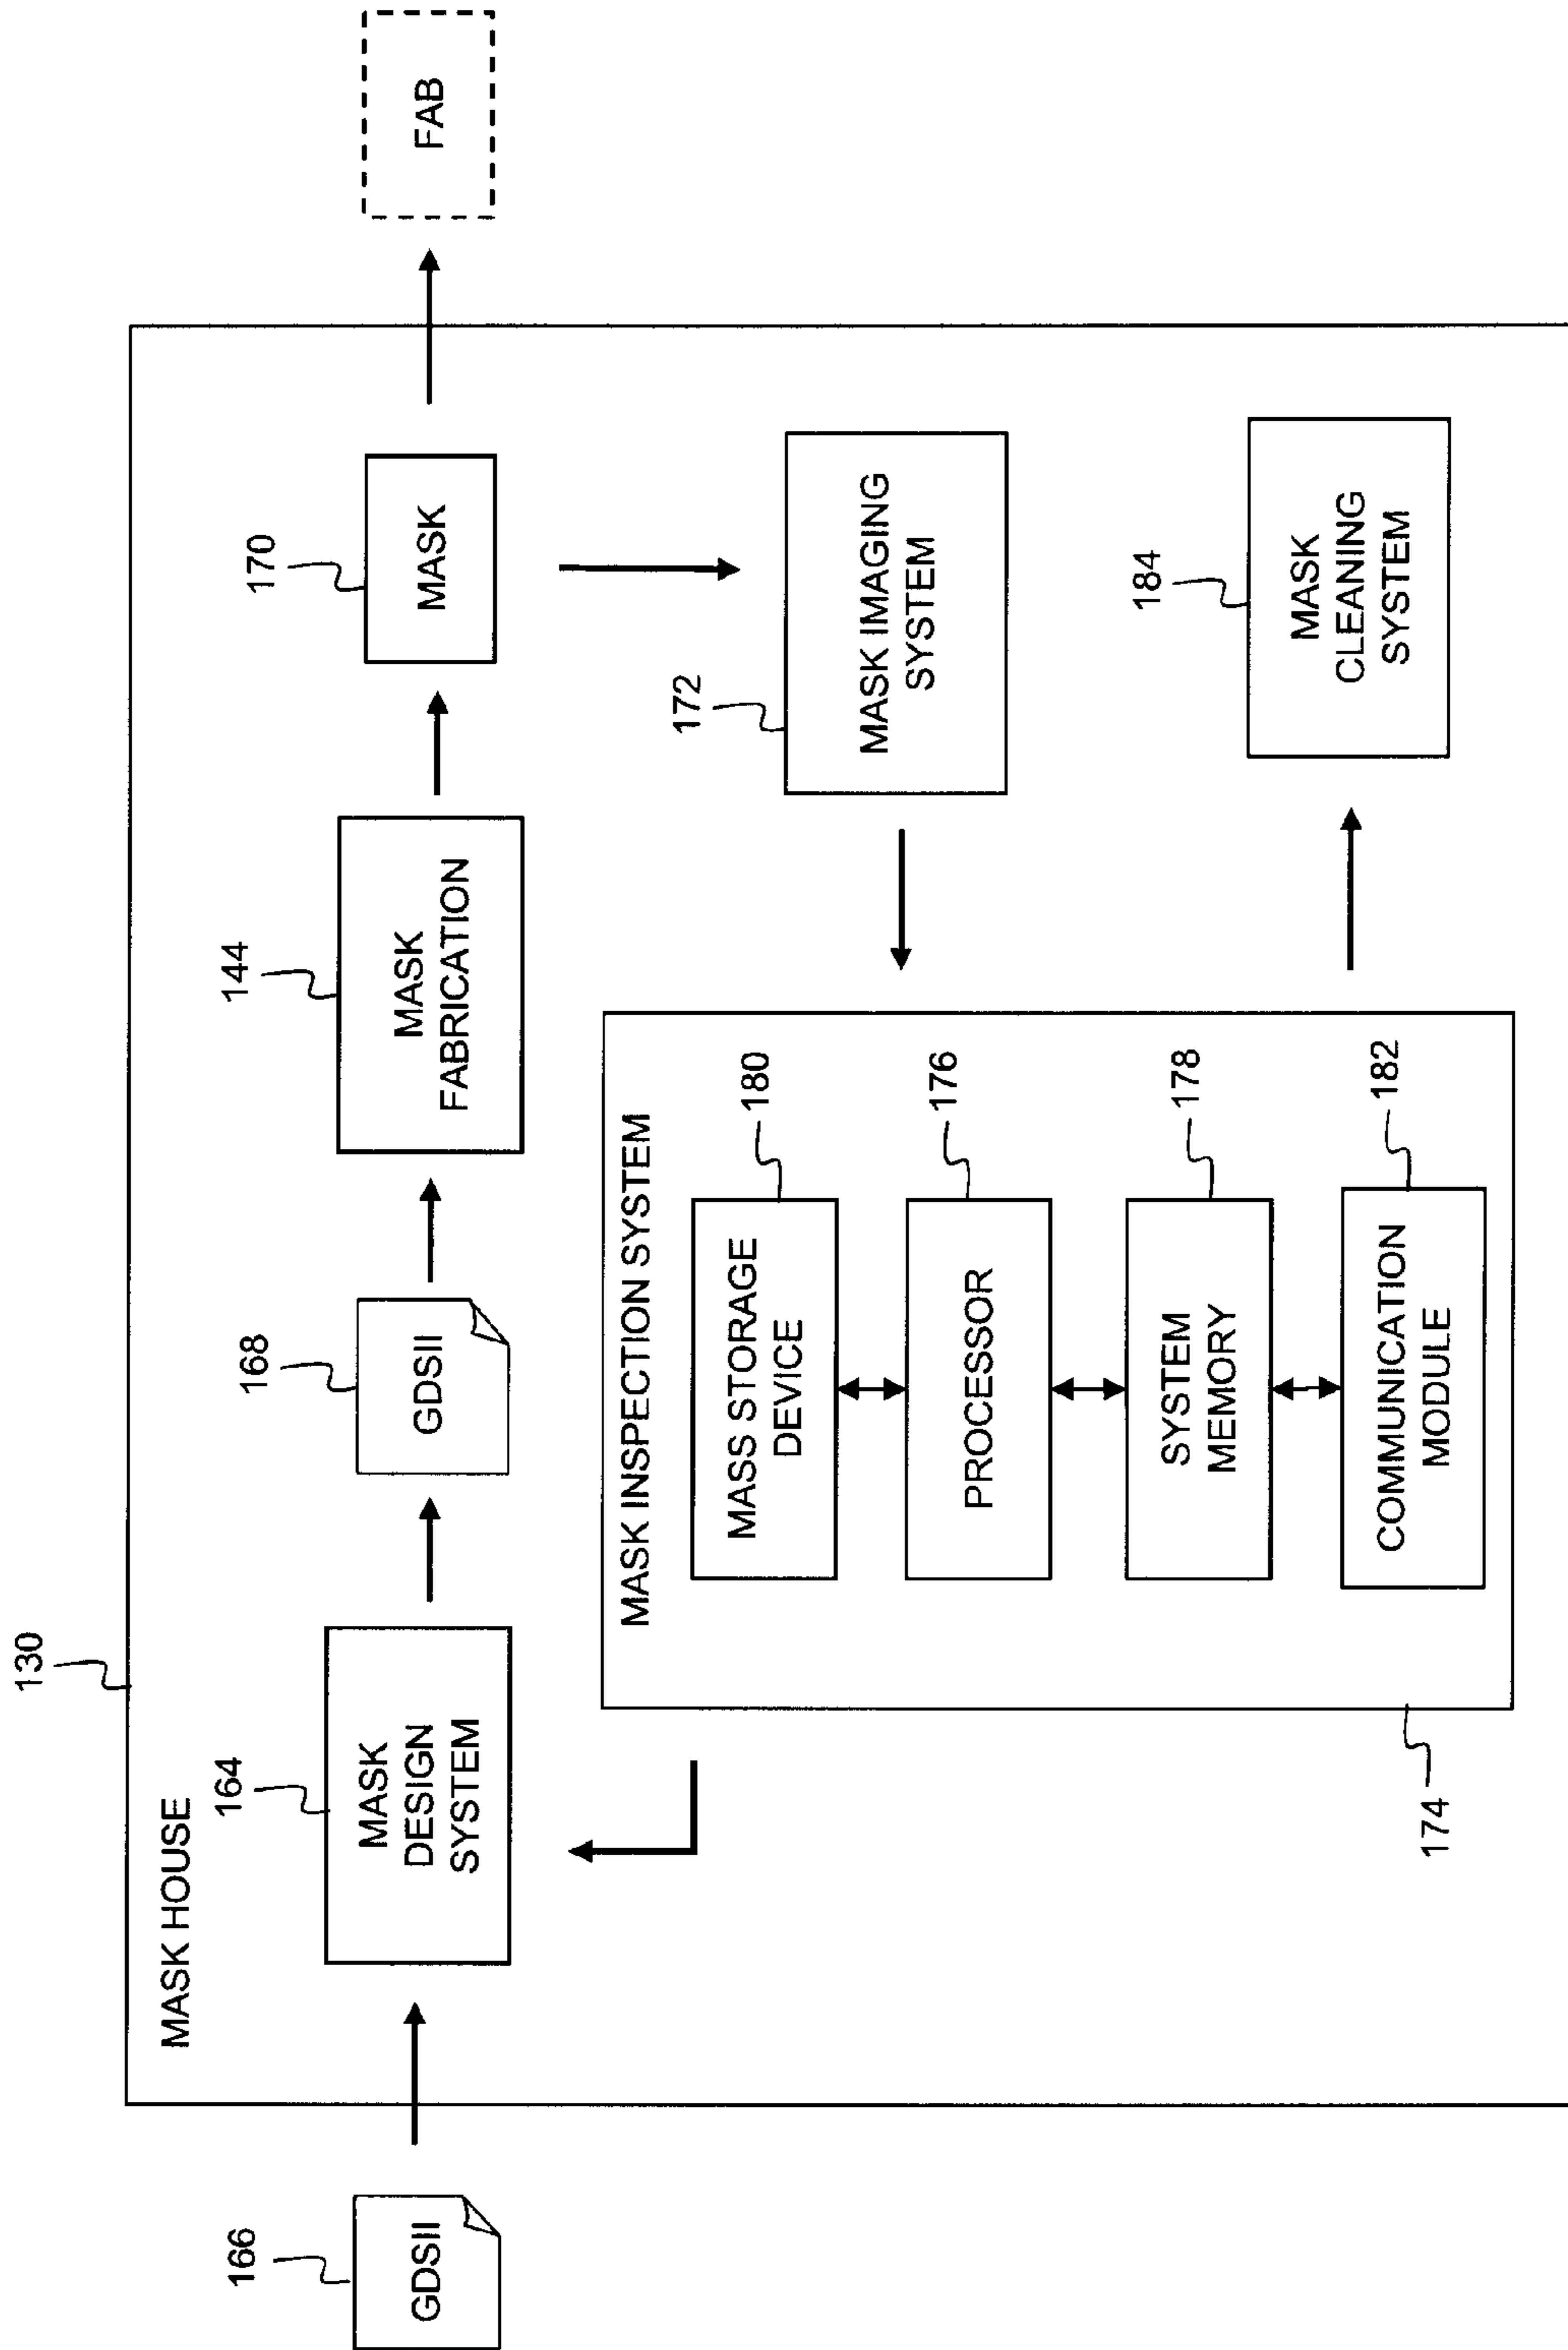 130
MASK HOUSE
166
GDSII
164
MASK
DESIGN
SYSTEM
168
GDSII
144
MASK
FABRICATION
170
MASK
FAB
MASK INSPECTION SYSTEM
MASS STORAGE
DEVICE
180
PROCESSOR
176
SYSTEM
MEMORY
178
COMMUNICATION
MODULE
182
174
172
MASK IMAGING
SYSTEM
184
MASK
CLEANING
SYSTEM